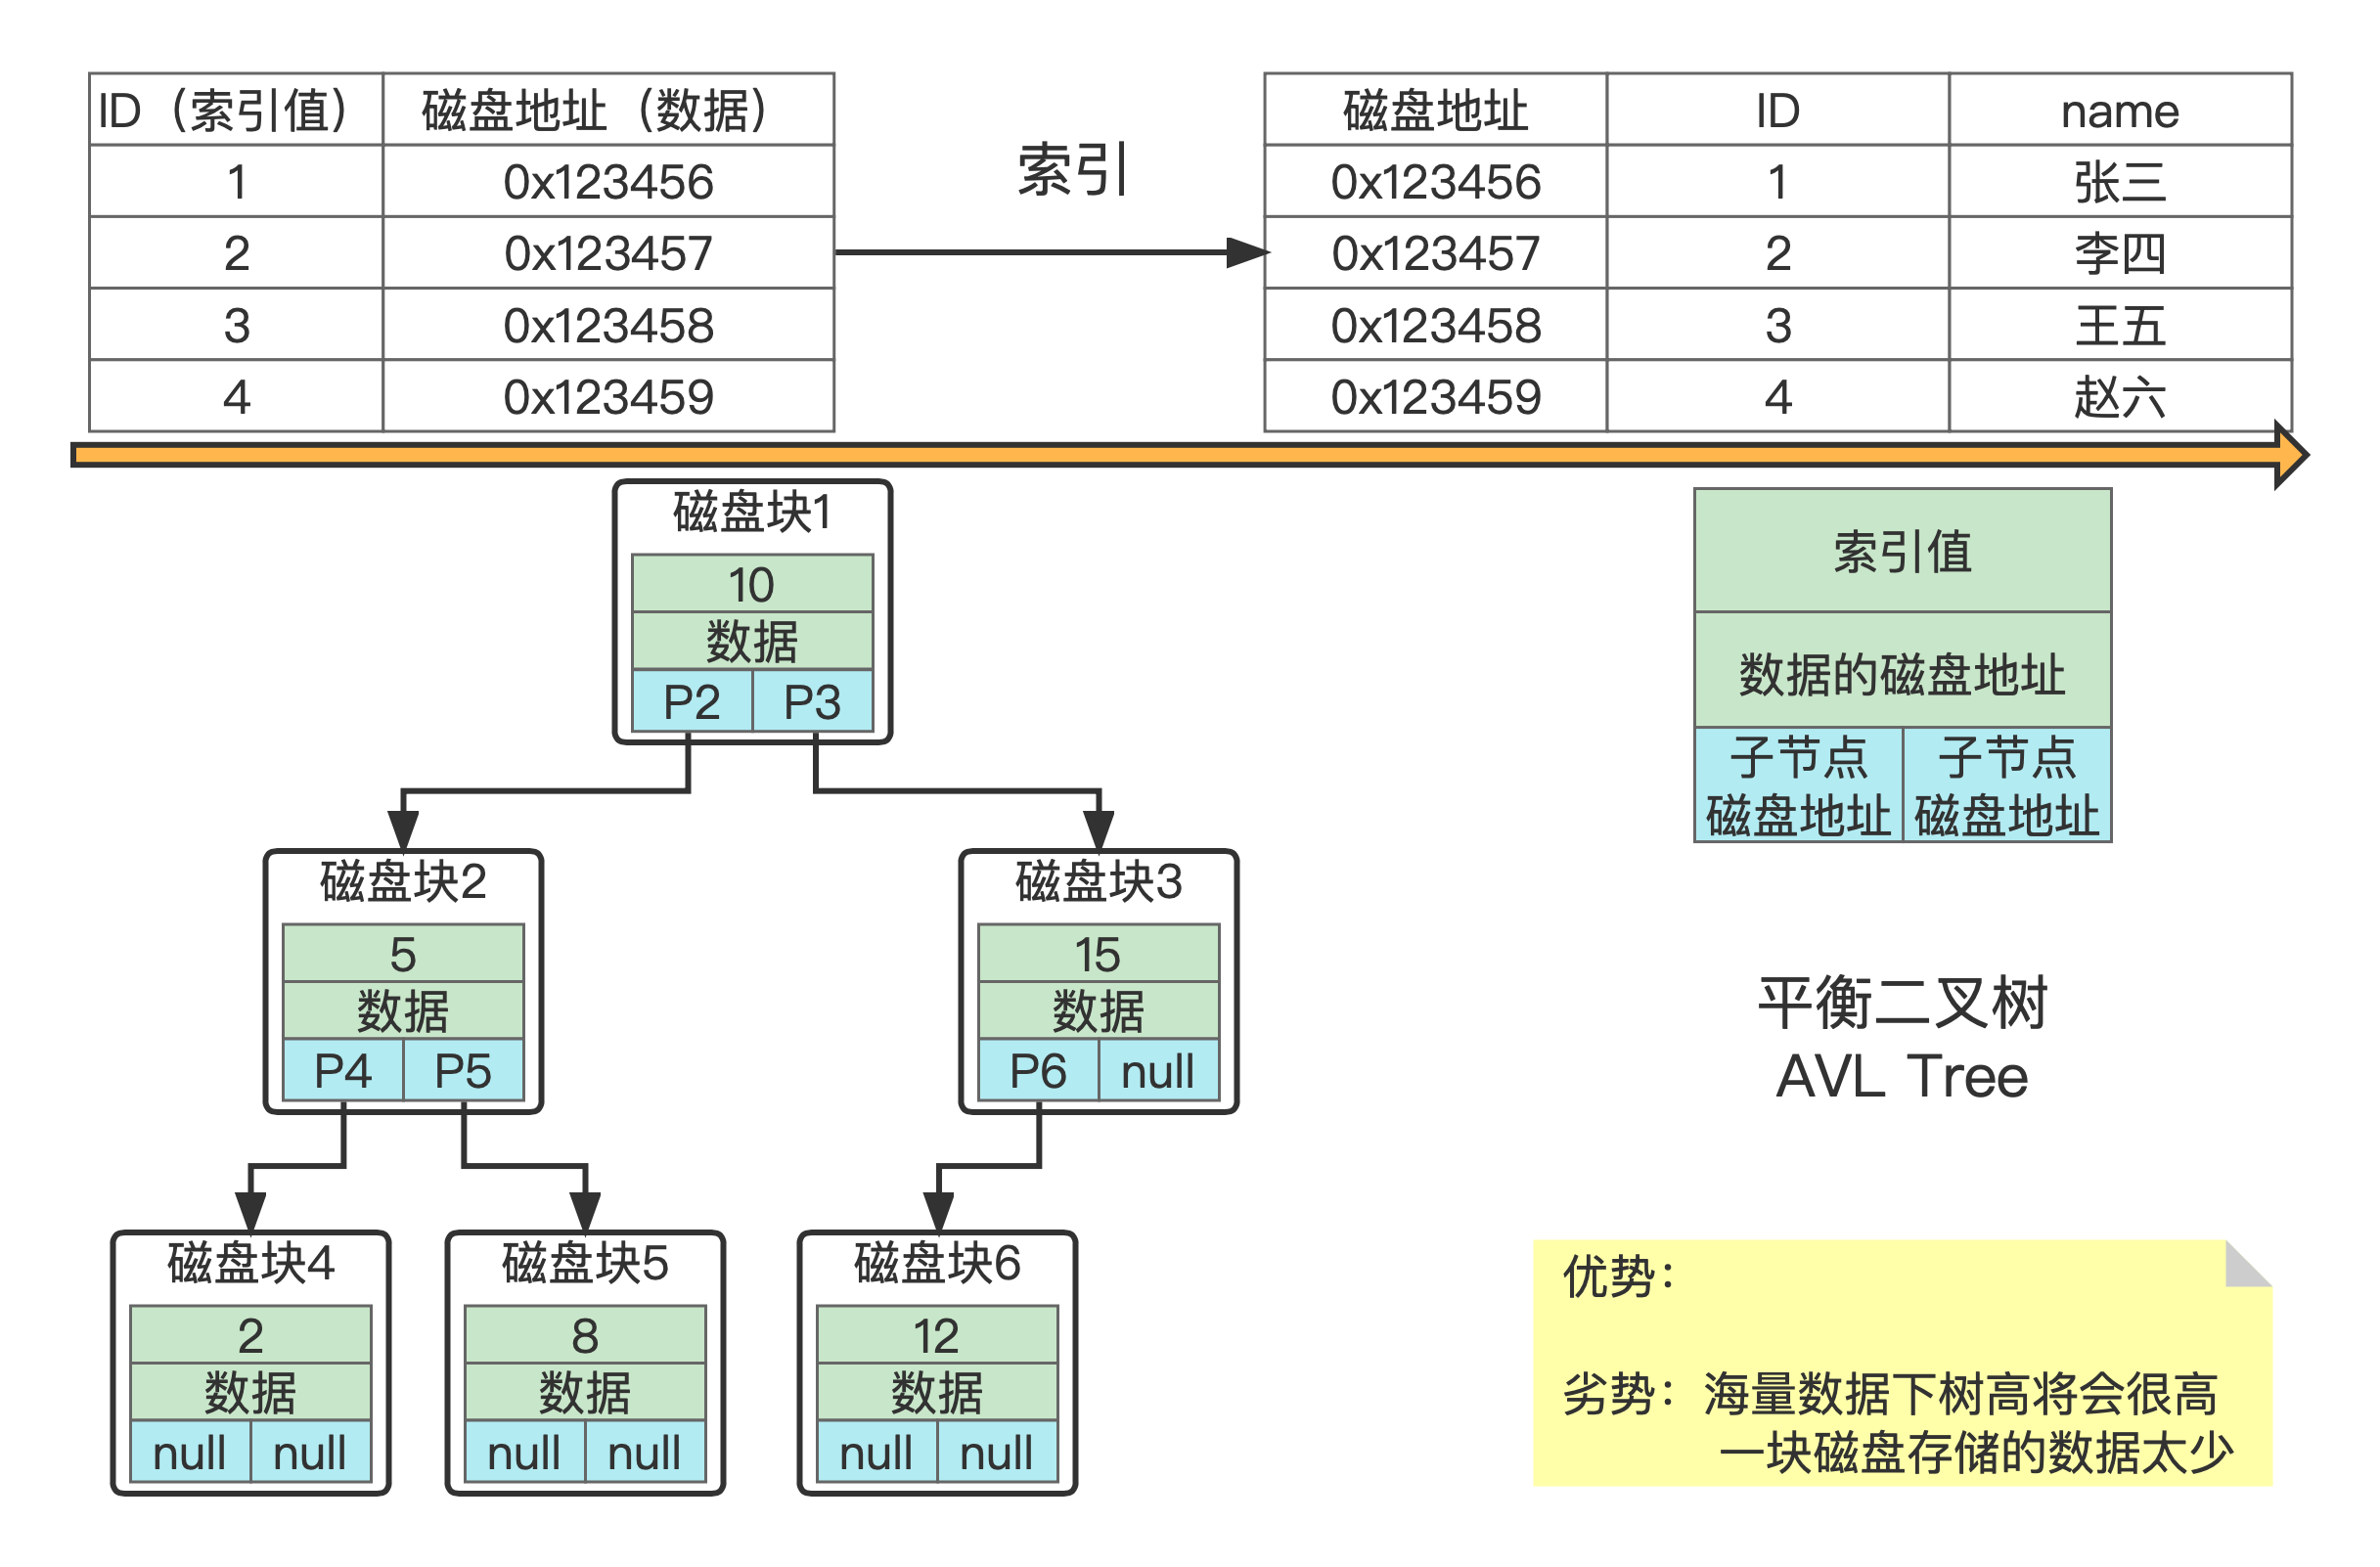 ID（索引值） 磁盘地址（数据）
1 0x123456
2 0x123457
3 0x123458
4 0x123459
索引
磁盘地址 ID name
0x123456 1 张三
0x123457 2 李四
0x123458 3 王五
0x123459 4 赵六
磁盘块1
10
数据
P2 P3
磁盘块2
5
数据
P4 P5
磁盘块3
15
数据
P6 null
磁盘块4
2
数据
null null
磁盘块5
8
数据
null null
磁盘块6
12
数据
null null
索引值
数据的磁盘地址
子节点 子节点
磁盘地址 磁盘地址
平衡二叉树
AVL Tree
优势：
劣势：海量数据下树高将会很高
一块磁盘存储的数据太少